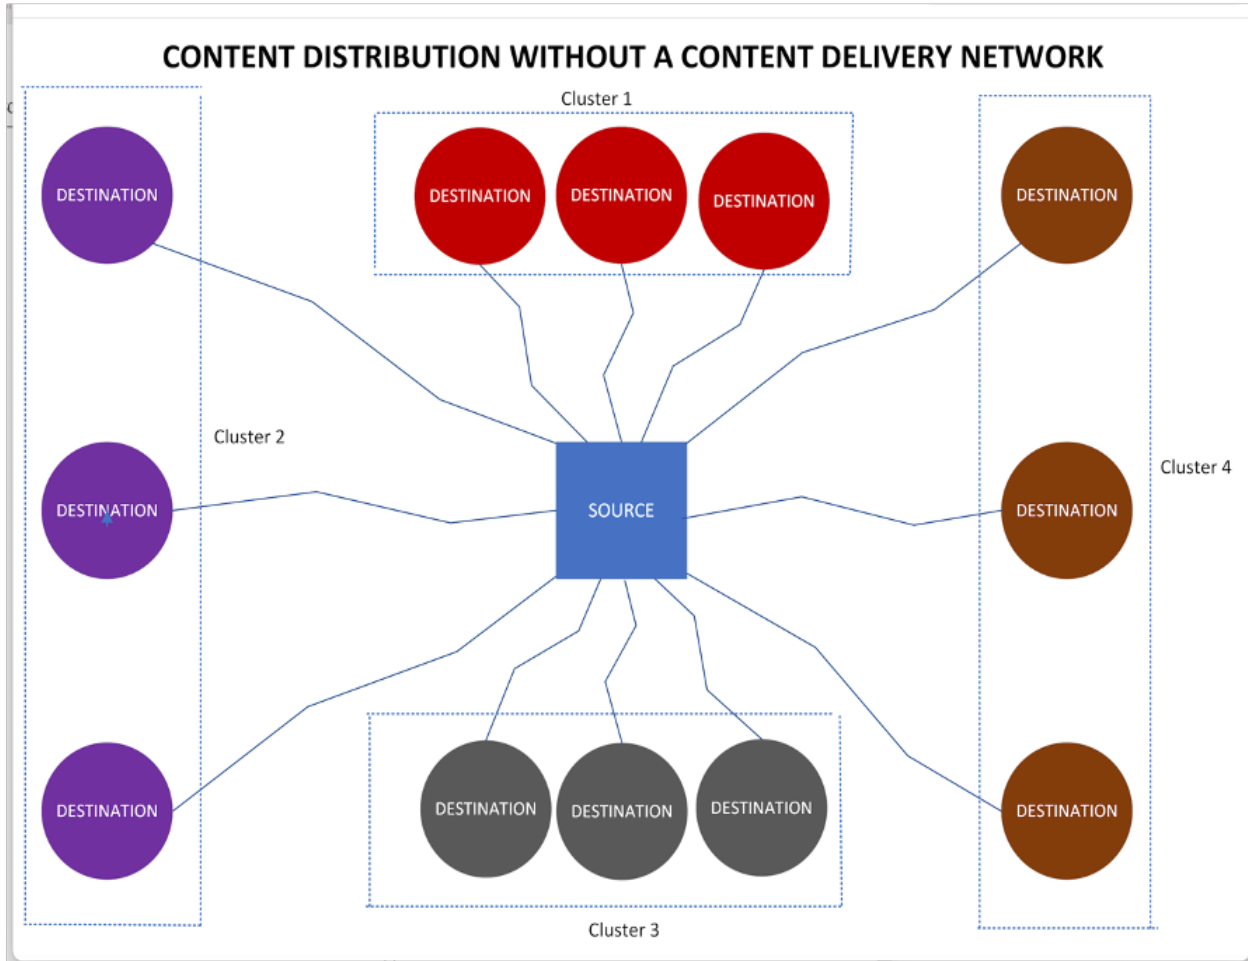 CONTENT DISTRIBUTION WITHOUT A CONTENT DELIVERY NETWORK
Cluster 1
DESTINATION
DESTINATION
DESTINATION
DESTINATION
DESTINATION
Cluster 2
Cluster 4
DESTINATION
SOURCE
DESTINATION
DESTINATION
DESTINATION
DESTINATION
DESTINATION
DESTINATION
Cluster 3